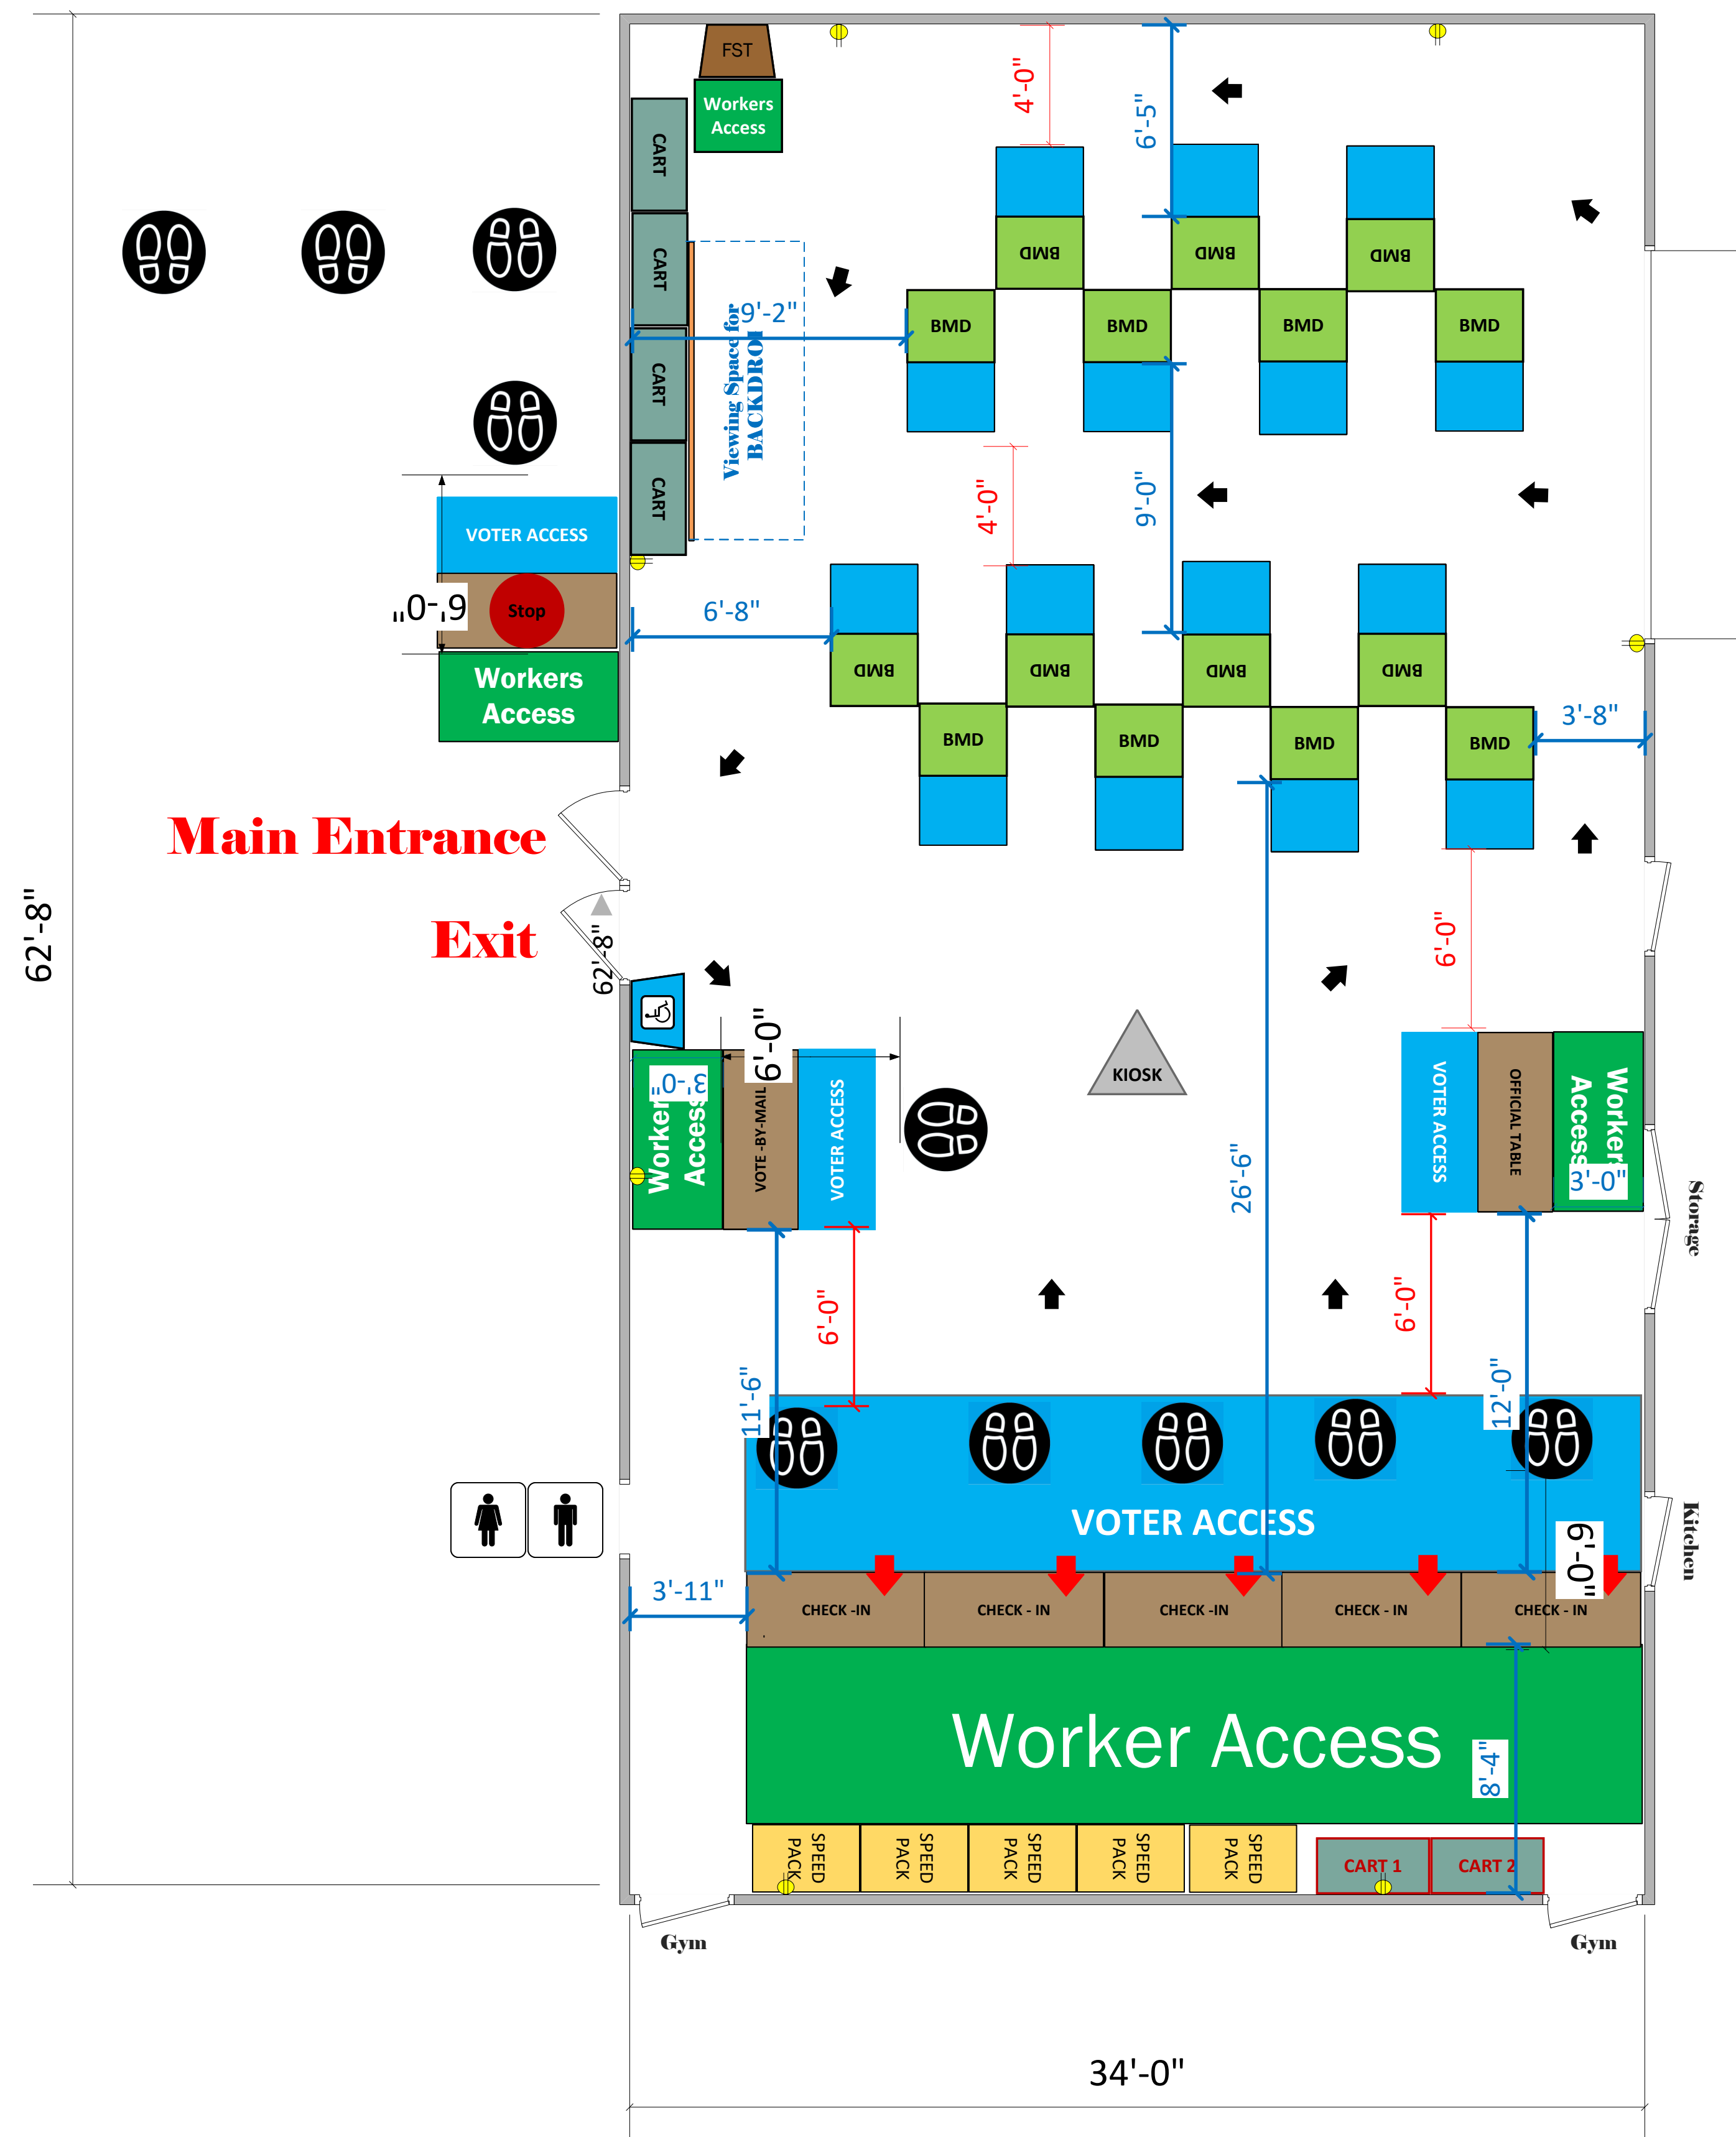 FST
Workers
Access
CART
CART
CART
CART
4'-0"
6'-5"
BMD
BMD
BMD
BMD
BMD
BMD
BMD
9'-2"
Viewing Space for
4'-0"
9'-0"
VOTER ACCESS
Stop
6'-0"
Workers
Access
6'-8"
BMD
BMD
BMD
BMD
BMD
BMD
BMD
BMD
3'-8"
Main Entrance
Exit
62'-8"
62'-8"
6'-0"
6'-0"
3'-0"
Access
VOTE -BY-MAIL
VOTER ACCESS
KIOSK
VOTER ACCESS
OFFICIAL TABLE
Access
3'-0"
26'-6"
Storage
6'-0"
6'-0"
11'-6"
12'-0"
VOTER ACCESS
6'-0"
Kitchen
3'-11"
CHECK -IN
CHECK - IN
CHECK -IN
CHECK - IN
CHECK - IN
Worker Access
8'-4"
SPEED
PACK
SPEED
PACK
SPEED
PACK
SPEED
PACK
SPEED
PACK
CART 1
CART 2
Gym
Gym
34'-0"